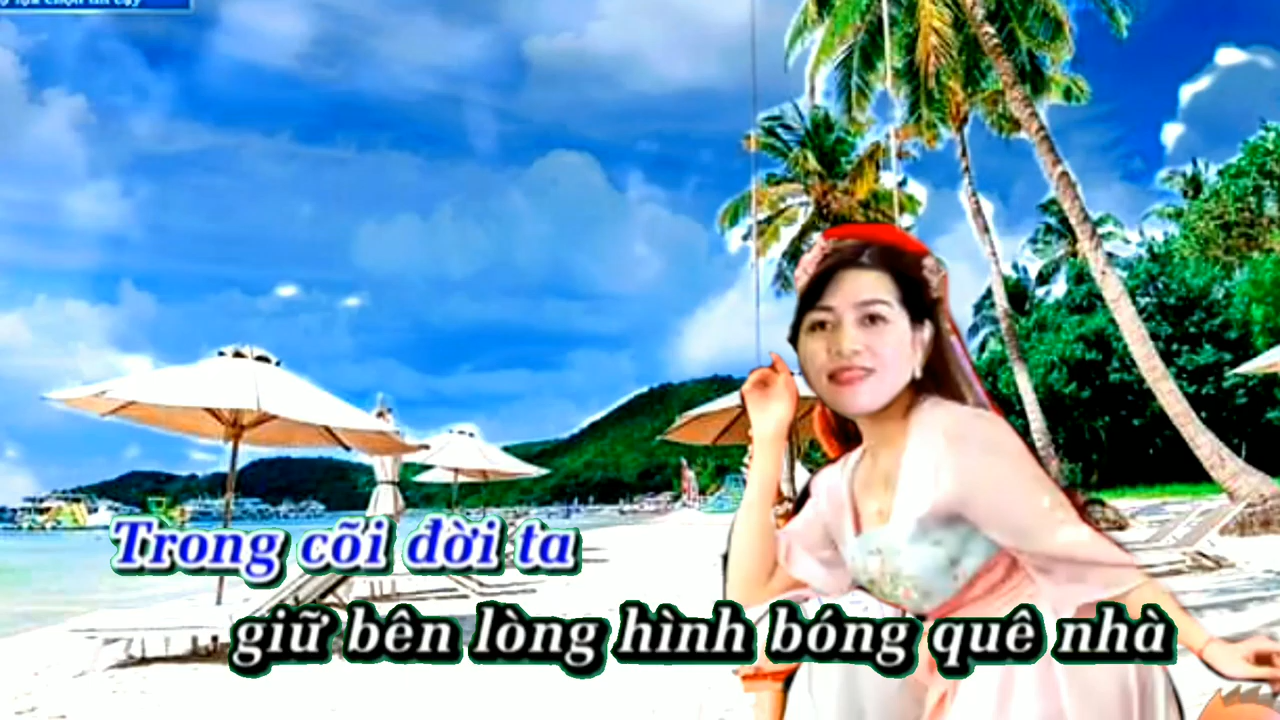 Trong cõi đời ta
giữ bên lòng hình bóng quê nhà